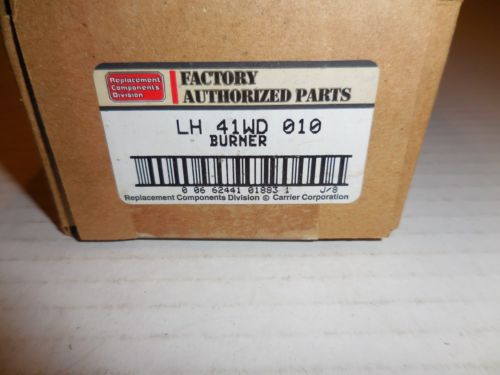 Replacement
Components
Division
FACTORY
AUTHORIZED PARTS
LH 41WD 010
BURNER
0 06 62441 01883 1 J/8
Replacement Components Division © Carrier Corporation